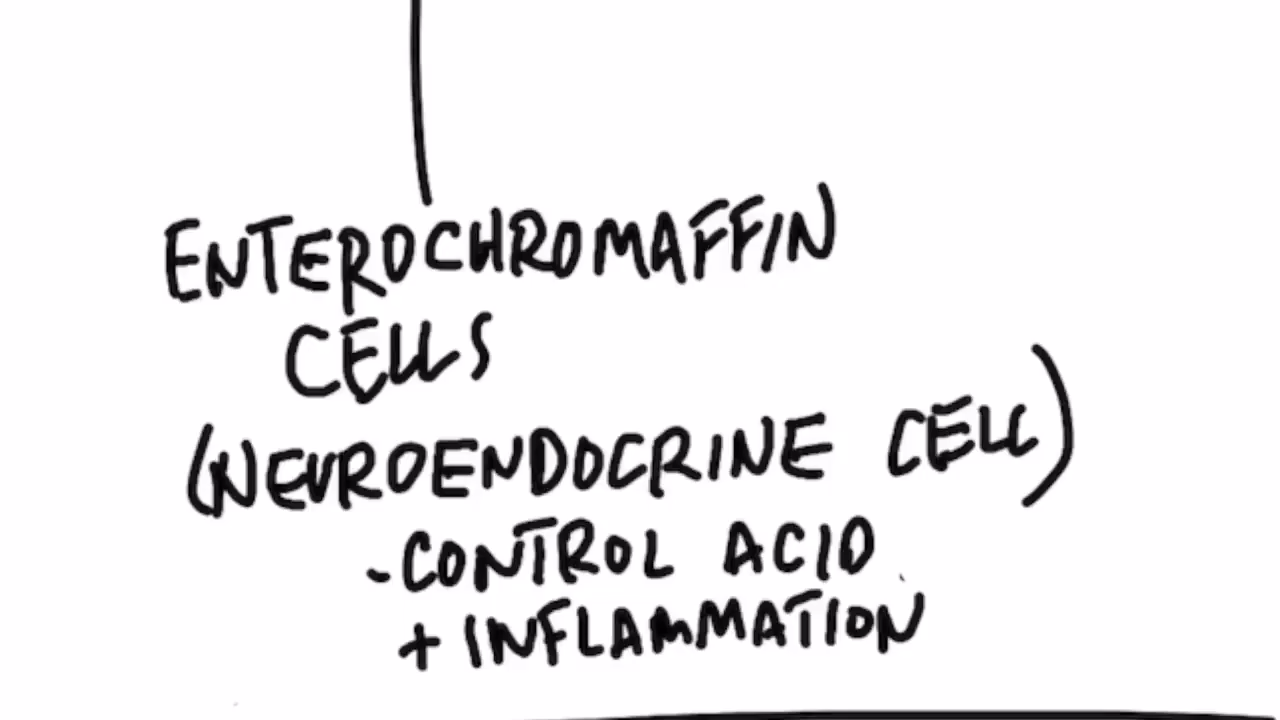 ENTEROCHROMAFFIN
CELLS
(NEUROENDOCRINE CELL)
- CONTROL ACID
+ INFLAMMATION